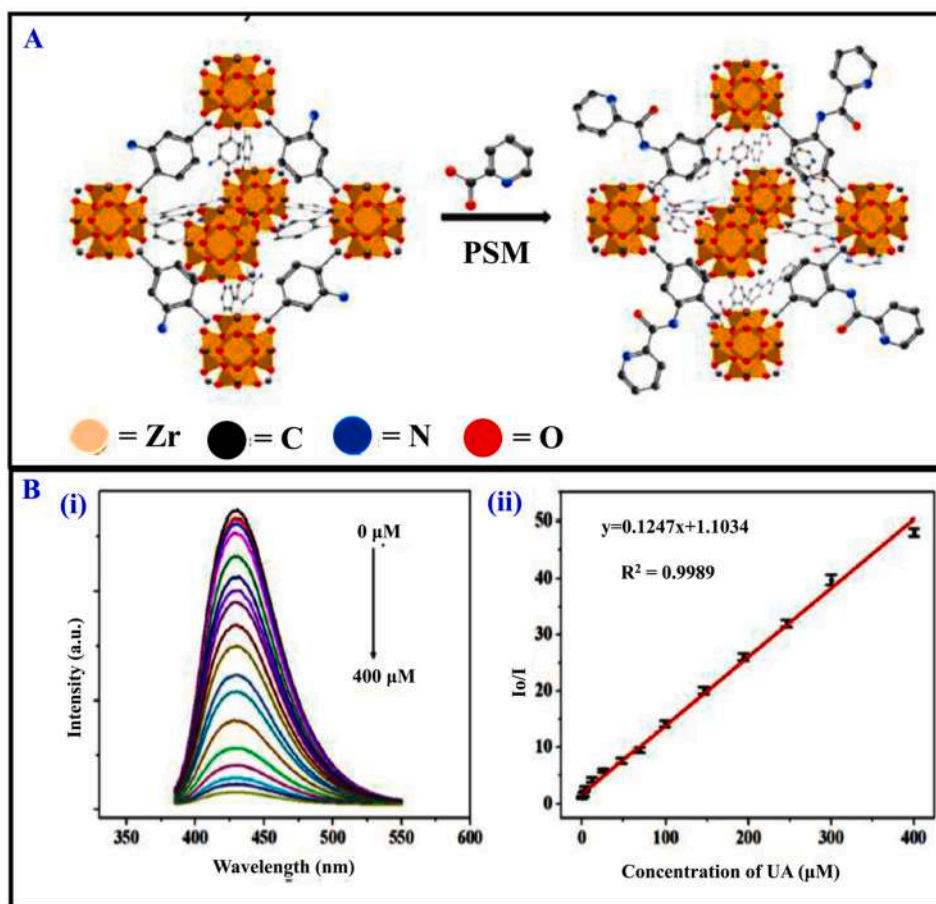 A
PSM
= Zr = C = N = O
B
(i)
0 µM
400 µM
Intensity (a.u.)
350 400 450 500 550 600
Wavelength (nm)
(ii)
y=0.1247x+1.1034
R² = 0.9989
50
40
30
20
10
0
Io/I
0 100 200 300 400
Concentration of UA (µM)